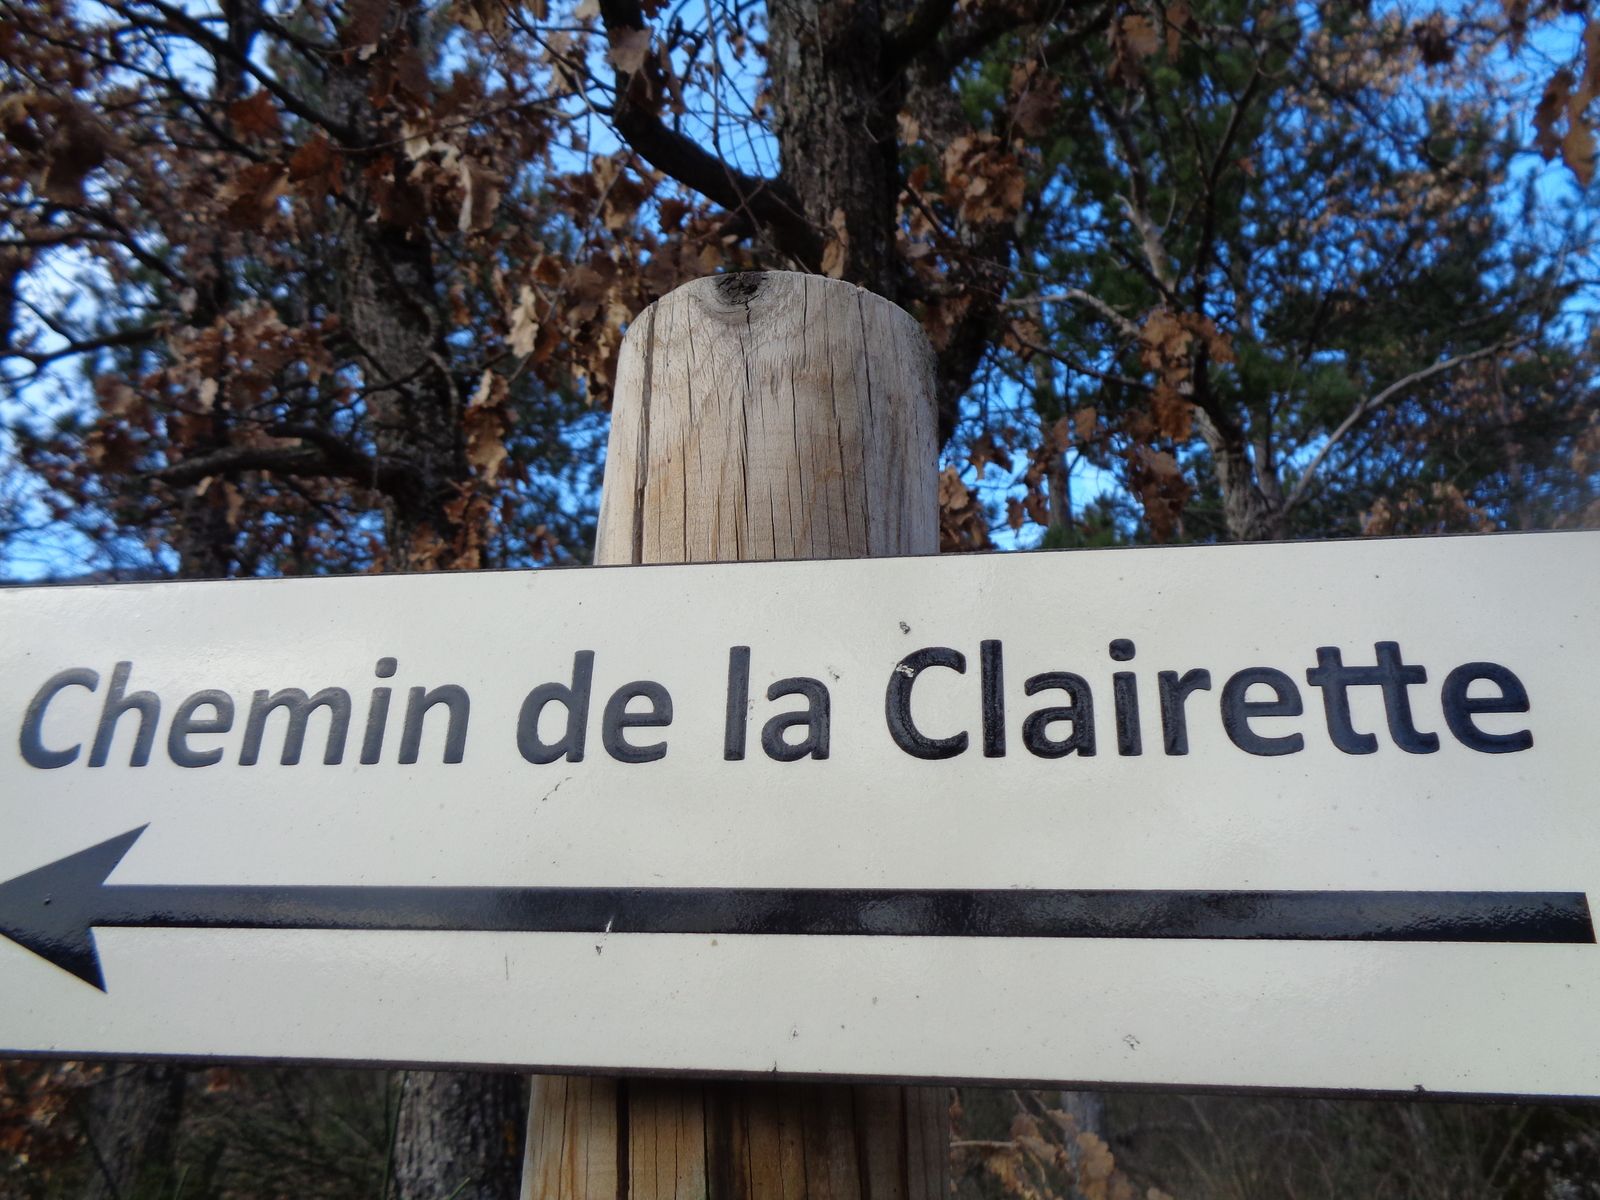 Chemin de la Clairette